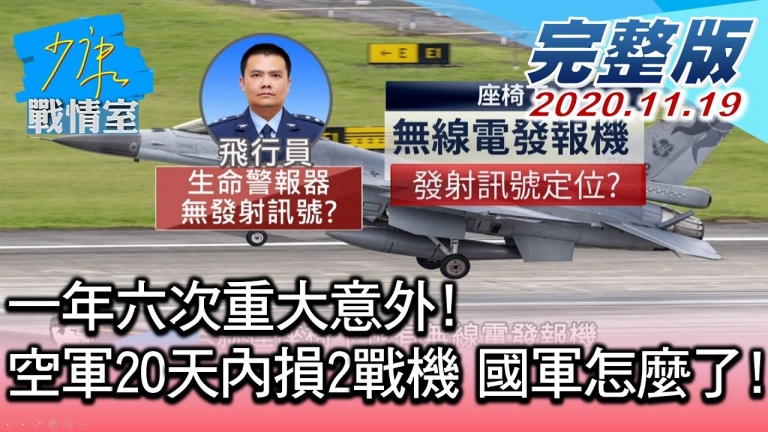 少康
戰情室
完整版
2020.11.19
E E1
座椅下
無線電發報機
發射訊號定位?
飛行員
生命警報器
無發射訊號?
一年六次重大意外!
空軍20天內損2戰機 國軍怎麼了!